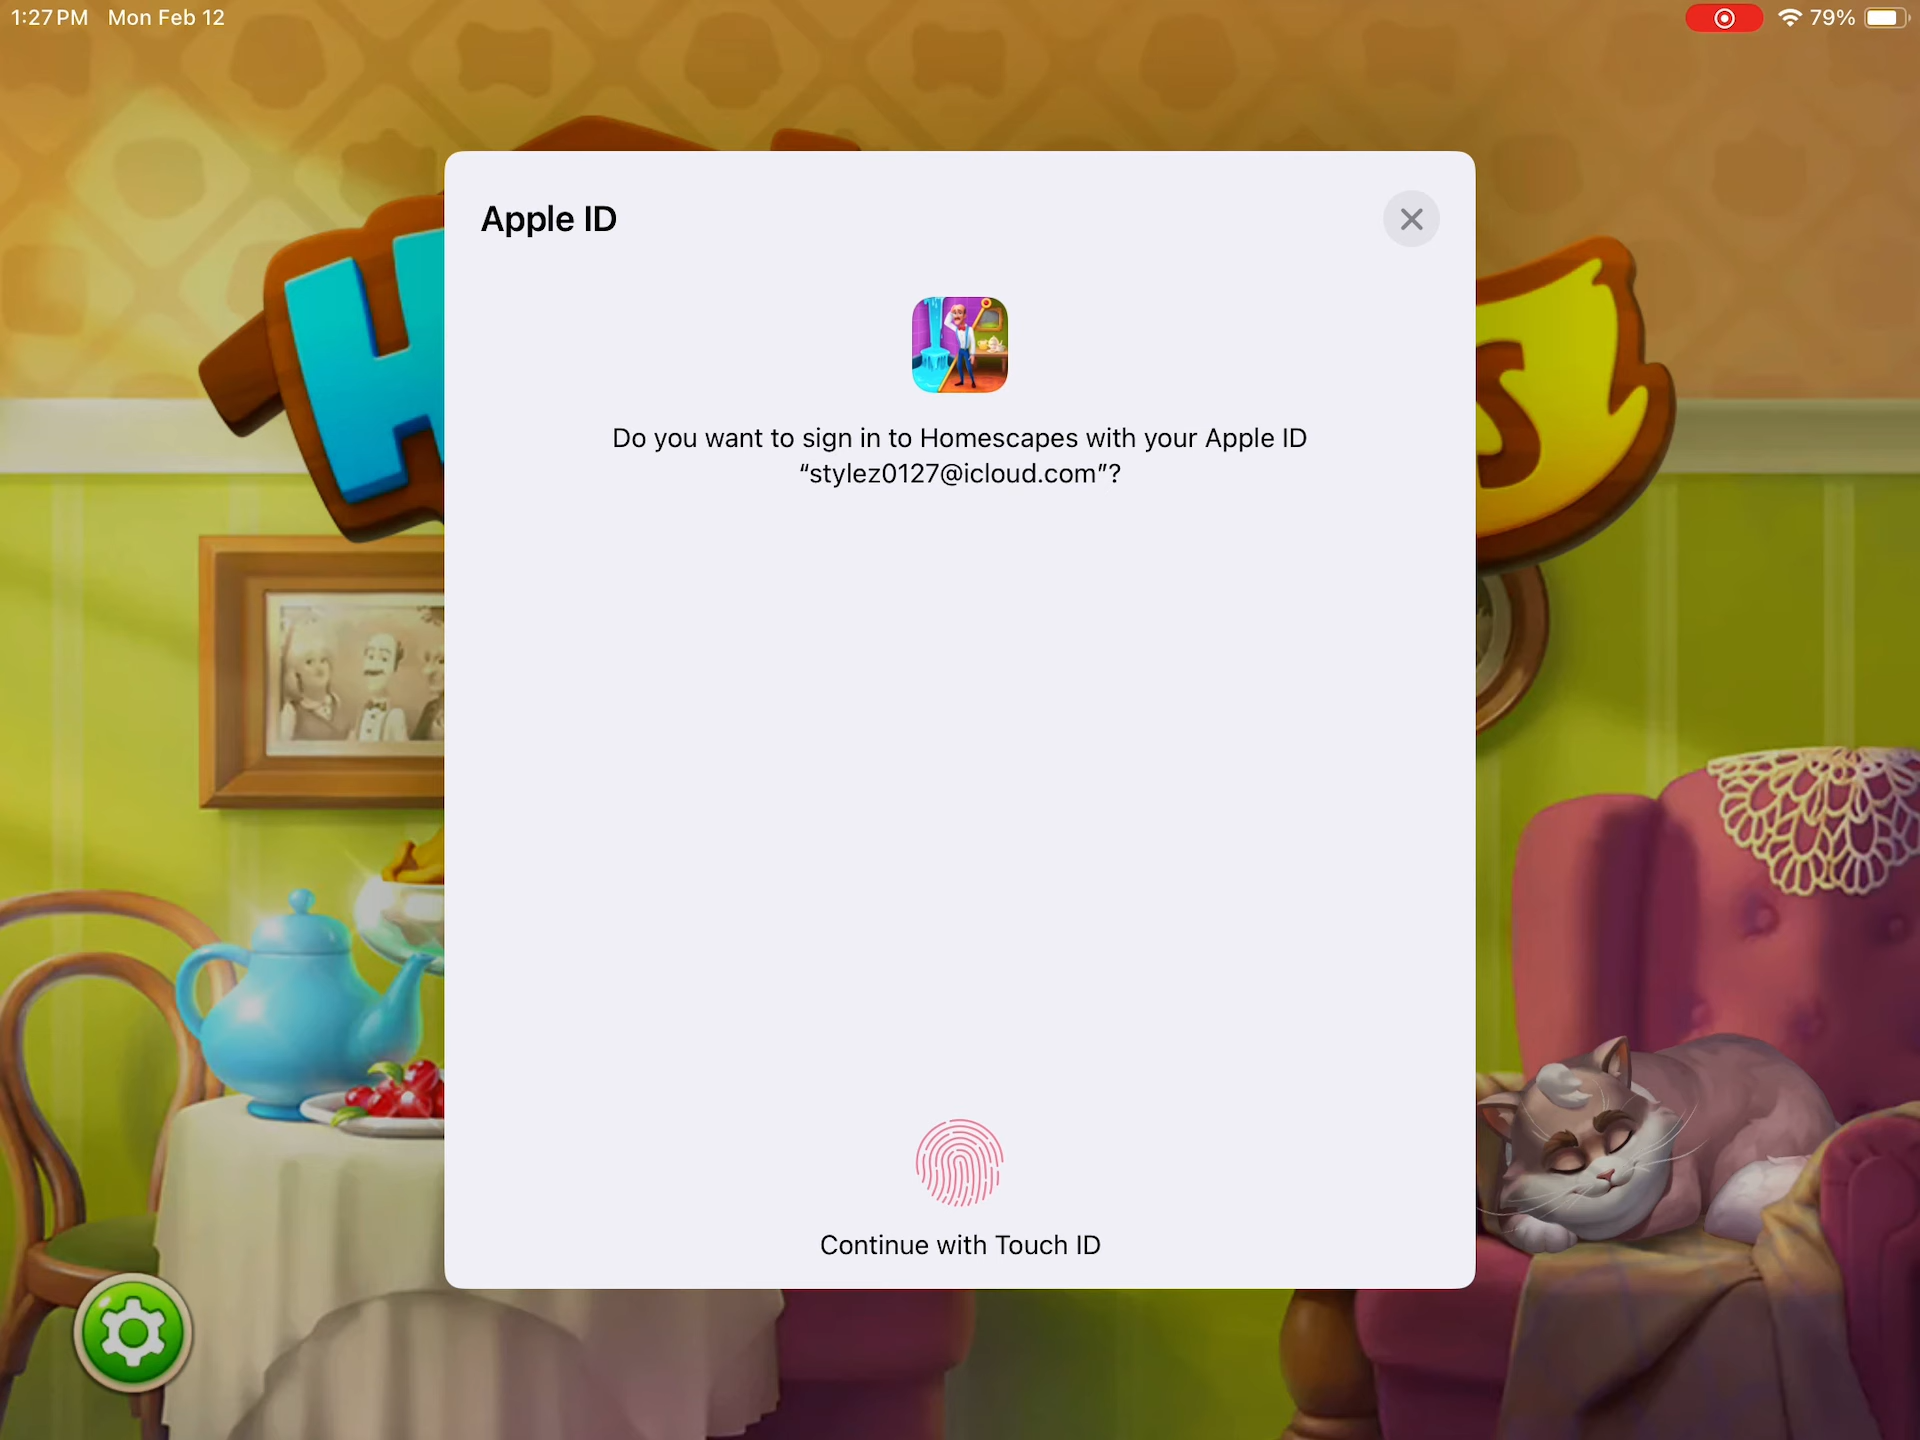 1:27 PM Mon Feb 12
79%
Apple ID
H
S
Do you want to sign in to Homescapes with your Apple ID
“stylez0127@icloud.com”?
Continue with Touch ID